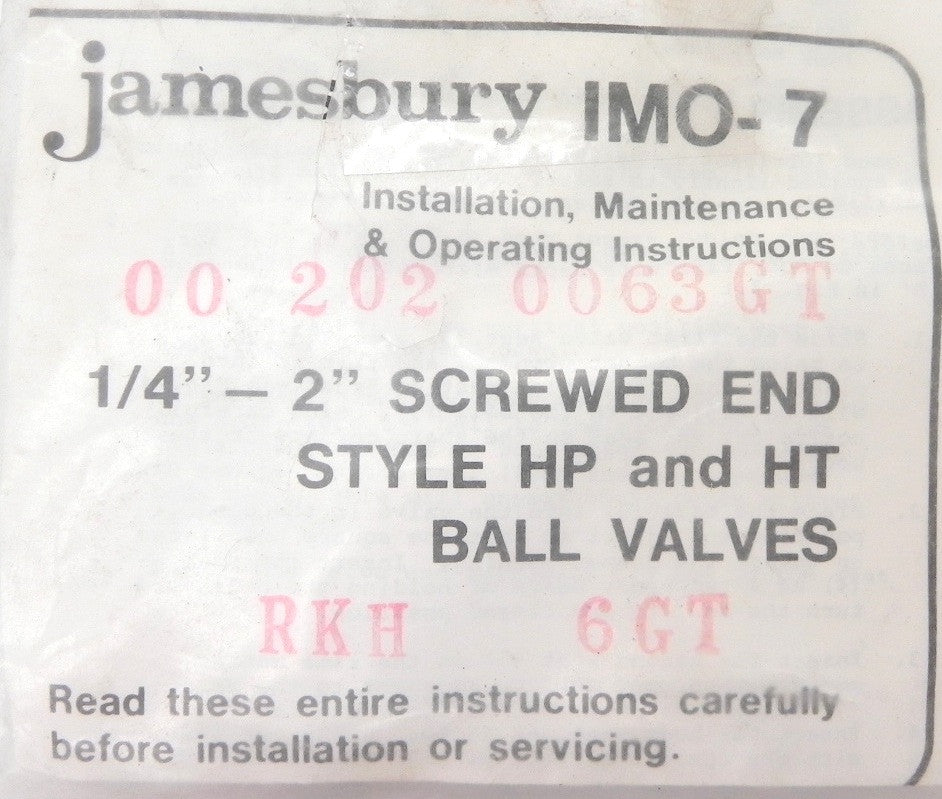 jamesbury IMO-7
Installation, Maintenance
& Operating Instructions
00 202 0063GT
1/4” — 2” SCREWED END
STYLE HP and HT
BALL VALVES
RKH 6GT
Read these entire instructions carefully
before installation or servicing.